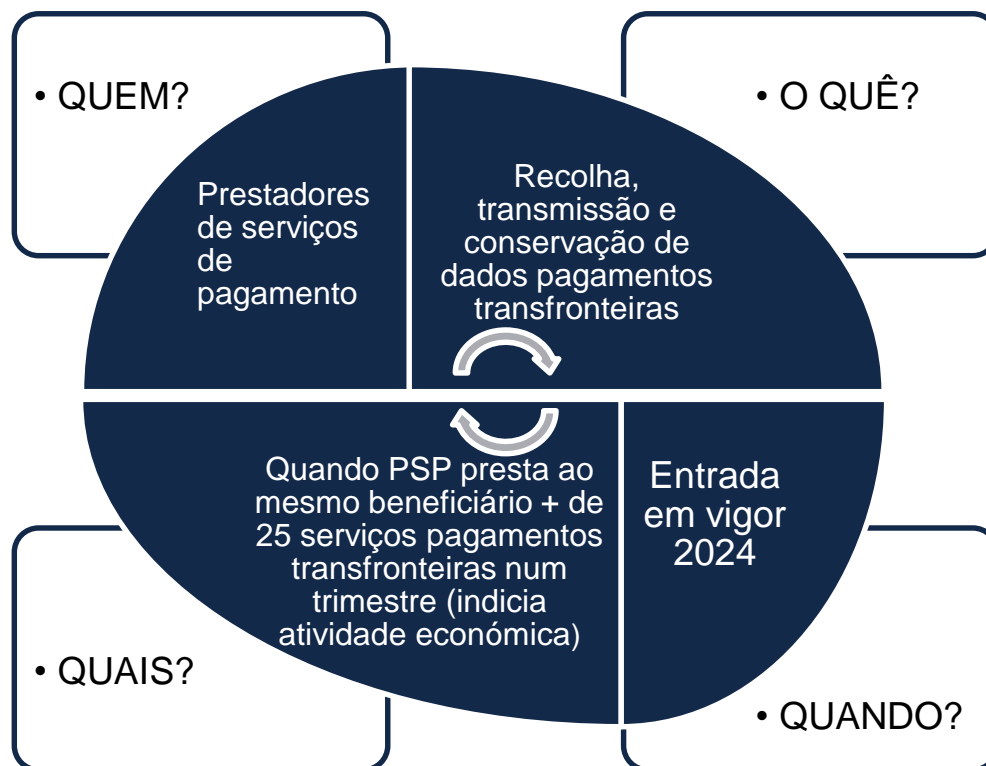 • QUEM?
Prestadores
de serviços
de
pagamento
• O QUÊ?
Recolha,
transmissão e
conservação de
dados pagamentos
transfronteiras
• QUAIS?
Quando PSP presta ao
mesmo beneficiário + de
25 serviços pagamentos
transfronteiras num
trimestre (indicia
atividade económica)
• QUANDO?
Entrada
em vigor
2024